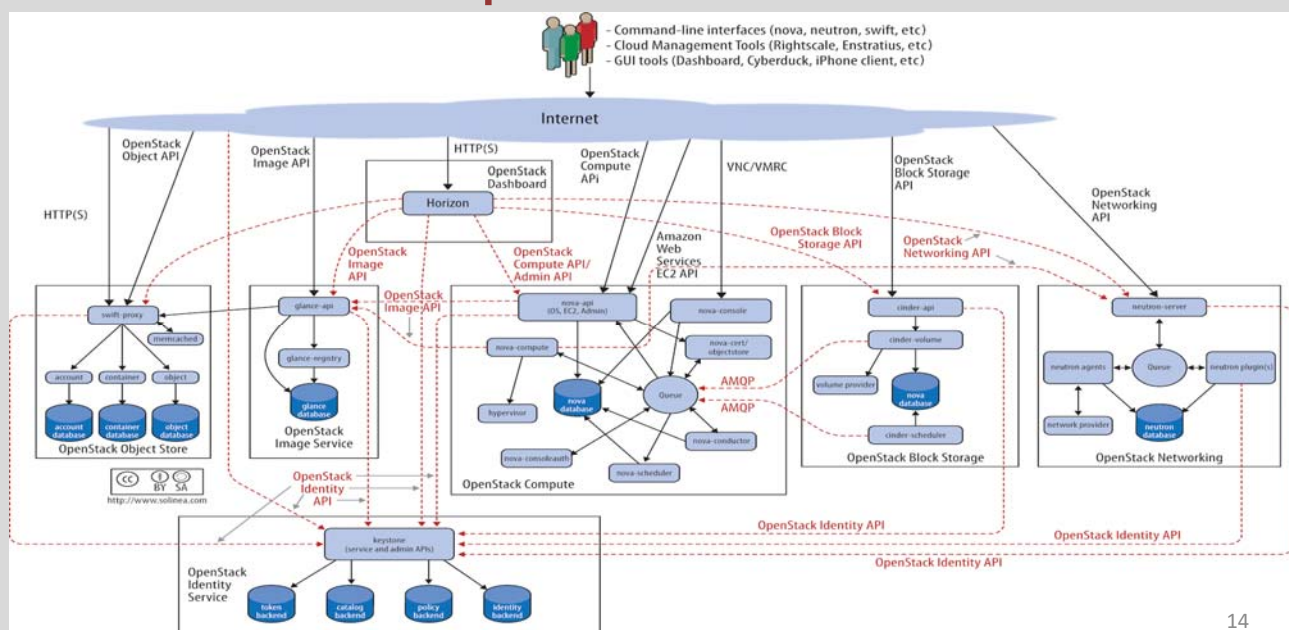 - Command-line interfaces (nova, neutron, swift, etc)
- Cloud Management Tools (Rightscale, Enstratius, etc)
- GUI tools (Dashboard, Cyberduck, iPhone client, etc)
Internet
OpenStack
Object API
OpenStack
Image API
HTTP(S)
OpenStack
Compute
APi
VNC/VMRC
OpenStack
Block Storage
API
OpenStack
Networking
API
HTTP(S)
OpenStack
Dashboard
Horizon
OpenStack
Image
API
OpenStack
Compute API/
Admin API
Amazon
Web
Services
EC2 API
OpenStack Block
Storage API
OpenStack
Networking API
OpenStack
Image API
swift-proxy
memcached
account
container
object
account
database
container
database
object
database
OpenStack Object Store
glance-api
glance-registry
glance
database
OpenStack
Image Service
nova-api
(OS, EC2, Admin)
nova-console
nova-compute
nova-cert/
objectstore
hypervisor
nova
database
Queue
nova-conductor
nova-consoleauth
nova-scheduler
OpenStack Compute
AMQP
AMQP
cinder-api
cinder-volume
volume provider
nova
database
cinder-scheduler
OpenStack Block Storage
neutron-server
neutron agents
Queue
neutron plugin(s)
network provider
neutron
database
OpenStack Networking
cc
BY SA
http://www.solinea.com
OpenStack
Identity
API
OpenStack Identity API
OpenStack Identity API
OpenStack Identity API
keystone
(service and admin APIs)
OpenStack
Identity
Service
token
backend
catalog
backend
policy
backend
identity
backend
14